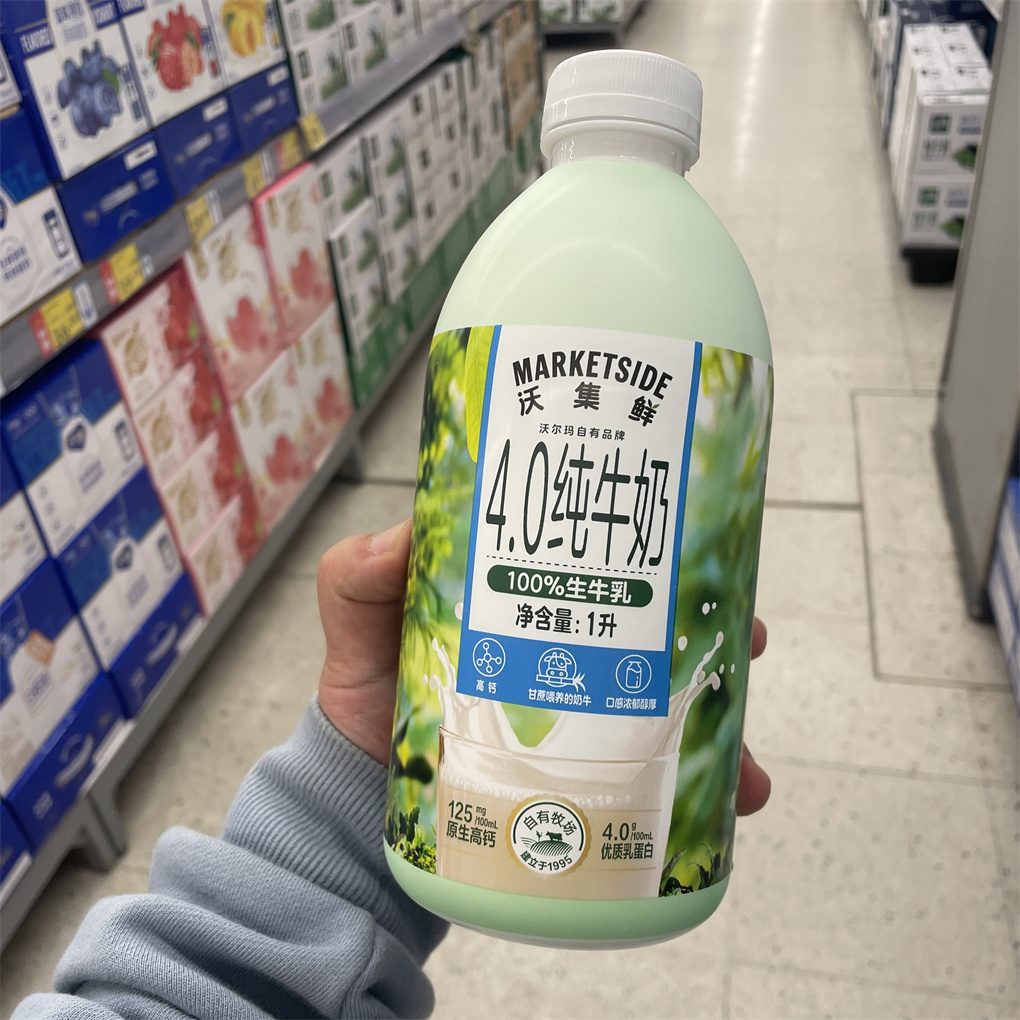 MARKETSIDE
沃集鲜
沃尔玛自有品牌
4.0纯牛奶
100%生牛乳
净含量:1升
高钙
甘蔗喂养的奶牛
口感浓郁醇厚
125mg/100mL
原生高钙
自有牧场
建立于1995
4.0g/100mL
优质乳蛋白